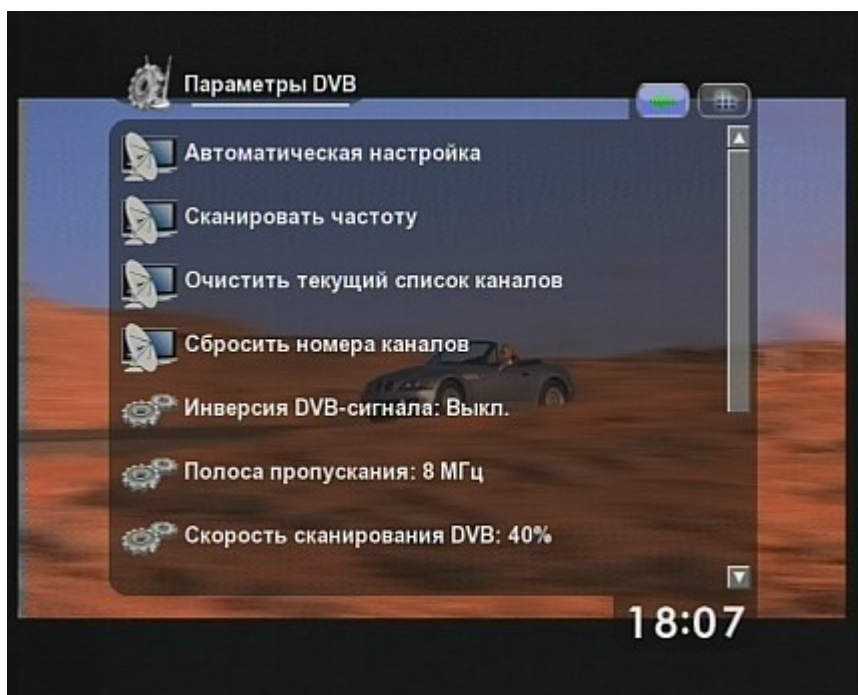 Параметры DVB
Автоматическая настройка
Сканировать частоту
Очистить текущий список каналов
Сбросить номера каналов
Инверсия DVB-сигнала: Выкл.
Полоса пропускания: 8 МГц
Скорость сканирования DVB: 40%
18:07